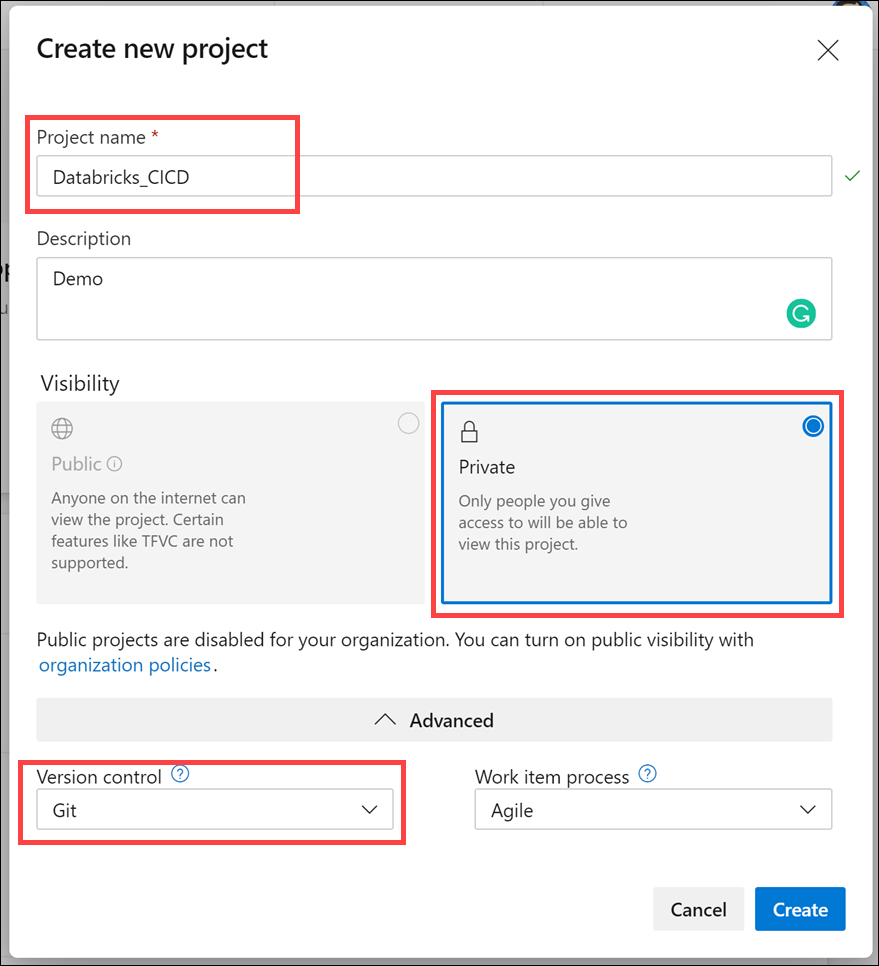 Create new project
Project name *
Databricks_CICD
Description
Demo
Visibility
Public
Anyone on the internet can
view the project. Certain
features like TFVC are not
supported.
Private
Only people you give
access to will be able to
view this project.
Public projects are disabled for your organization. You can turn on public visibility with
organization policies.
Advanced
Version control ?
Git
Work item process ?
Agile
Cancel
Create